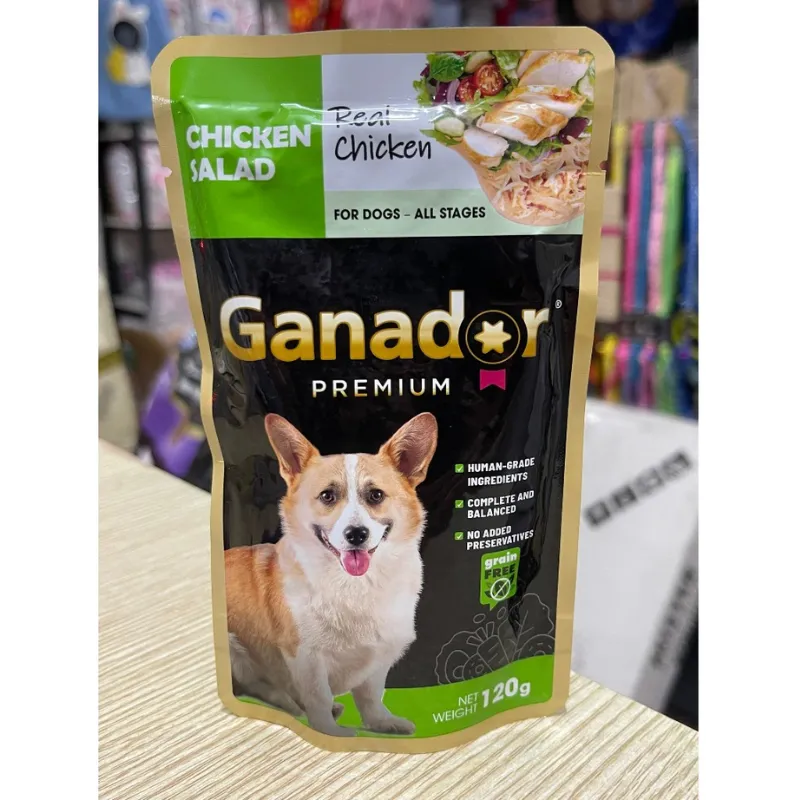 CHICKEN
SALAD
Real
Chicken
FOR DOGS – ALL STAGES
Ganador®
PREMIUM
HUMAN-GRADE
INGREDIENTS
COMPLETE AND
BALANCED
NO ADDED
PRESERVATIVES
grain
FREE
NET
WEIGHT 120g